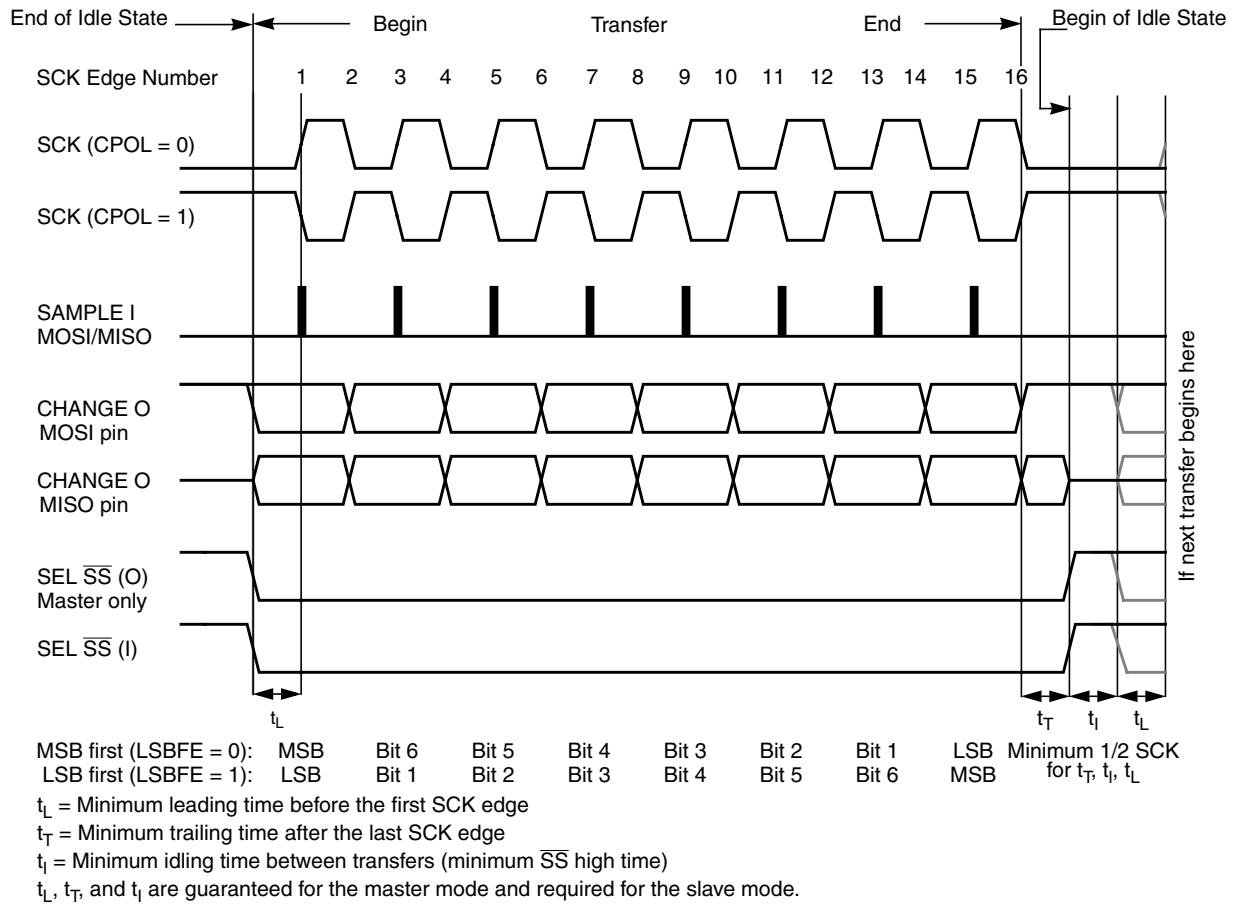 End of Idle State Begin Transfer End Begin of Idle State
SCK Edge Number 1 2 3 4 5 6 7 8 9 10 11 12 13 14 15 16
SCK (CPOL = 0)
SCK (CPOL = 1)
SAMPLE I
MOSI/MISO
CHANGE O
MOSI pin
CHANGE O
MISO pin
SEL S̅S̅ (O)
Master only
SEL S̅S̅ (I)
If next transfer begins here
tL tT tI tL
MSB first (LSBFE = 0): MSB Bit 6 Bit 5 Bit 4 Bit 3 Bit 2 Bit 1 LSB Minimum 1/2 SCK
LSB first (LSBFE = 1): LSB Bit 1 Bit 2 Bit 3 Bit 4 Bit 5 Bit 6 MSB for tT, tI, tL
tL = Minimum leading time before the first SCK edge
tT = Minimum trailing time after the last SCK edge
tI = Minimum idling time between transfers (minimum S̅S̅ high time)
tL, tT, and tI are guaranteed for the master mode and required for the slave mode.